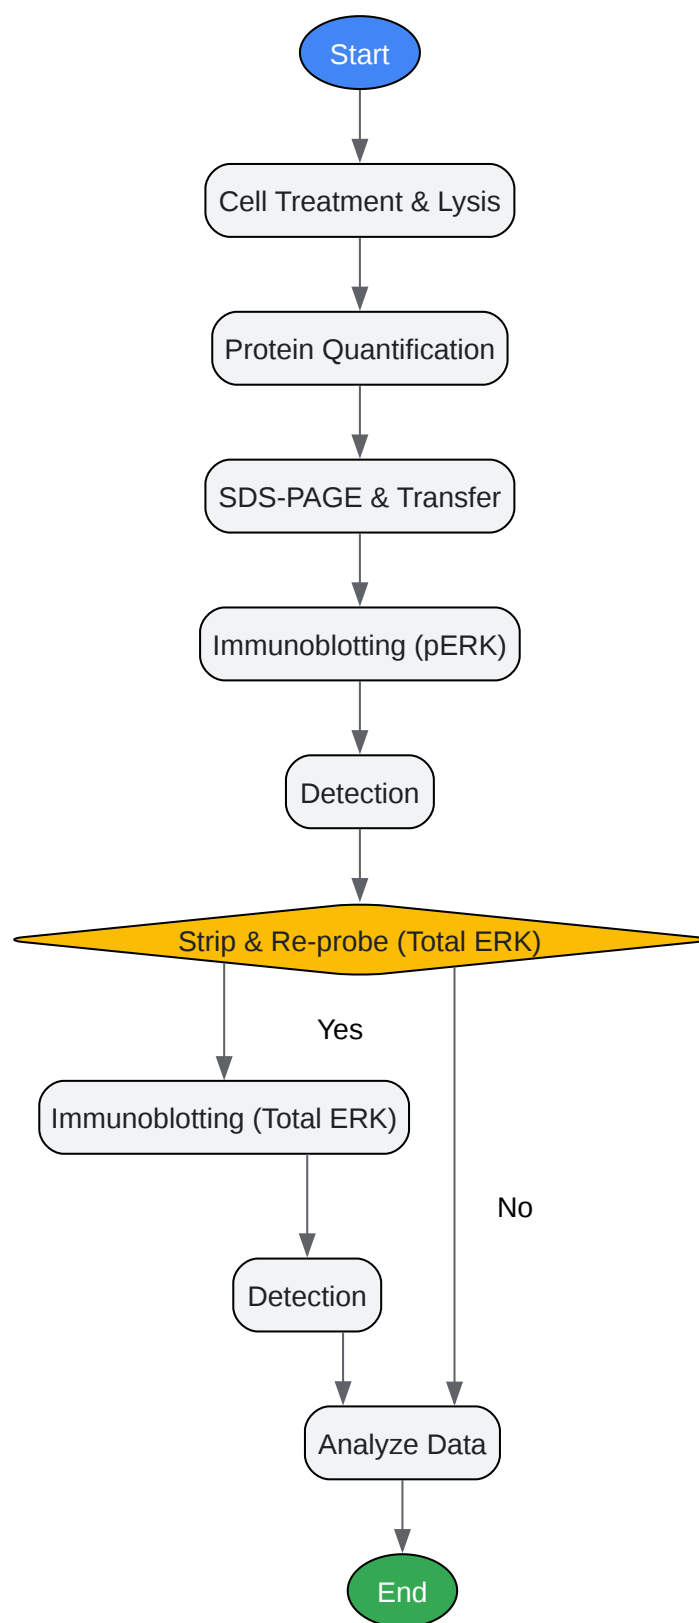 Start
Cell Treatment & Lysis
Protein Quantification
SDS-PAGE & Transfer
Immunoblotting (pERK)
Detection
Strip & Re-probe (Total ERK)
Yes
Immunoblotting (Total ERK)
No
Detection
Analyze Data
End